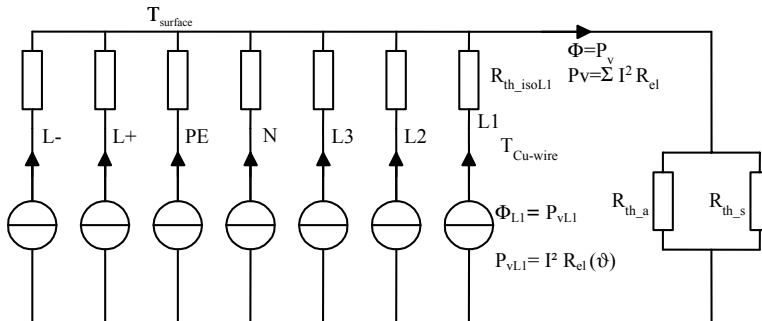 T_surface
Φ=P_v
Pv=Σ I² R_el
R_th_isoL1
L- L+ PE N L3 L2 L1
T_Cu-wire
R_th_a R_th_s
Φ_L1 = P_vL1
P_vL1 = I² R_el (ϑ)